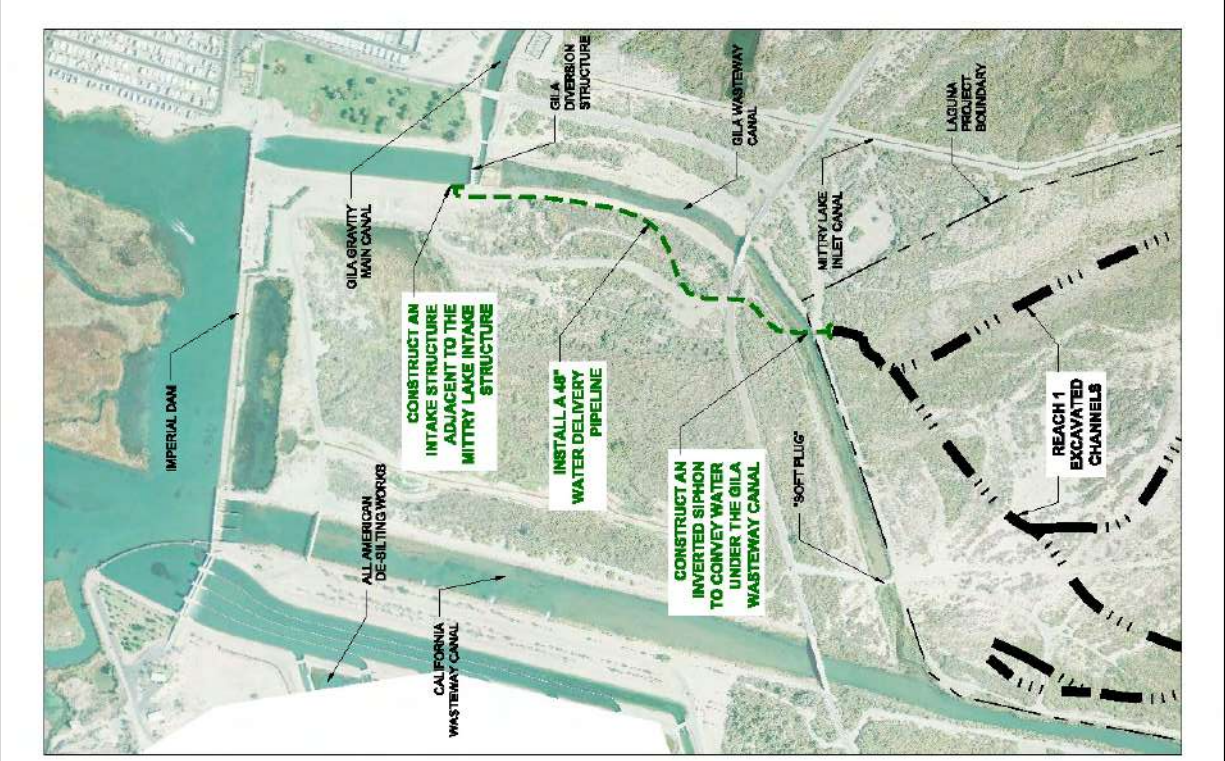 GILA
DIVERSION
STRUCTURE
GILA WASTEWAY
CANAL
LAGUNA
PROJECT
BOUNDARY
GILA GRAVITY
MAIN CANAL
MITTRY LAKE
INLET CANAL
CONSTRUCT AN
INTAKE STRUCTURE
ADJACENT TO THE
MITTRY LAKE INTAKE
STRUCTURE
IMPERIAL DAM
INSTALL A 48"
WATER DELIVERY
PIPELINE
REACH 1
EXCAVATED
CHANNELS
CONSTRUCT AN
INVERTED SIPHON
TO CONVEY WATER
UNDER THE GILA
WASTEWAY CANAL
"SOFT PLUG"
ALL AMERICAN
DE-SILTING WORKS
CALIFORNIA
WASTEWAY CANAL